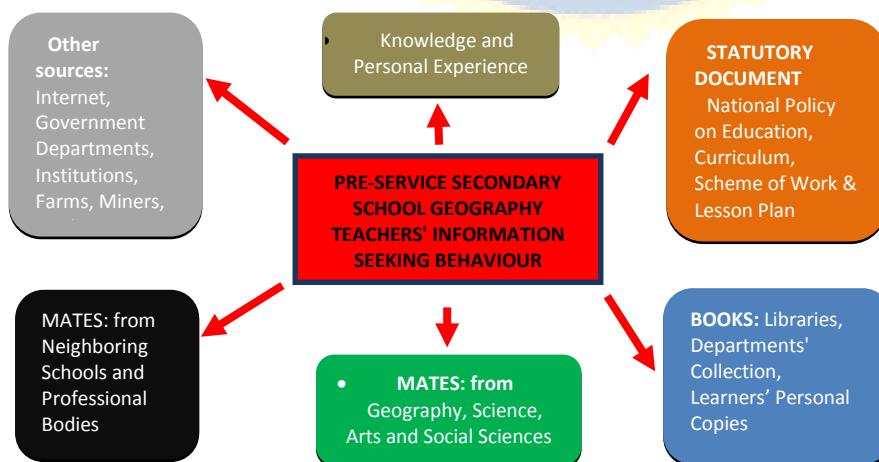 Other
sources:
Internet,
Government
Departments,
Institutions,
Farms, Miners,
• Knowledge and
Personal Experience
STATUTORY
DOCUMENT
National Policy
on Education,
Curriculum,
Scheme of Work &
Lesson Plan
PRE-SERVICE SECONDARY
SCHOOL GEOGRAPHY
TEACHERS' INFORMATION
SEEKING BEHAVIOUR
MATES: from
Neighboring
Schools and
Professional
Bodies
• MATES: from
Geography, Science,
Arts and Social Sciences
BOOKS: Libraries,
Departments'
Collection,
Learners’ Personal
Copies